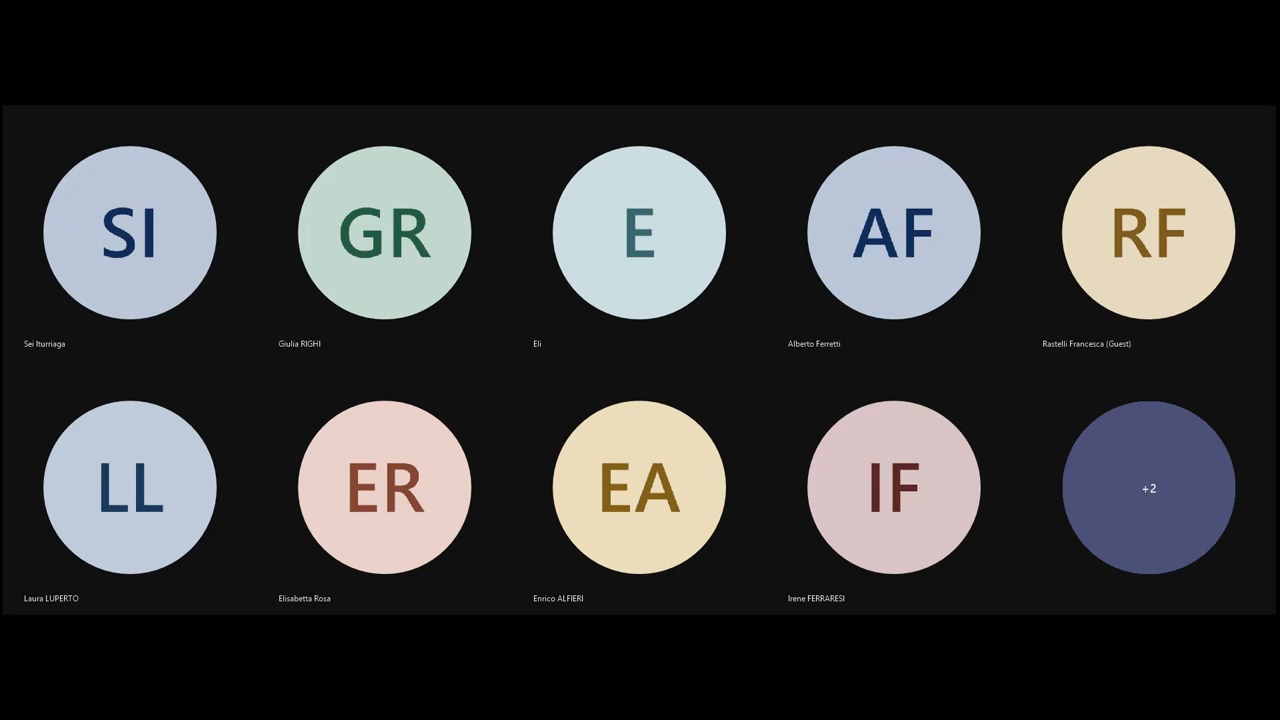 SI
GR
E
AF
RF
Sei Iturriaga
Giulia RIGHI
Eli
Alberto Ferretti
Rastelli Francesca (Guest)
LL
ER
EA
IF
+2
Laura LUPERTO
Elisabetta Rosa
Enrico ALFIERI
Irene FERRARESI